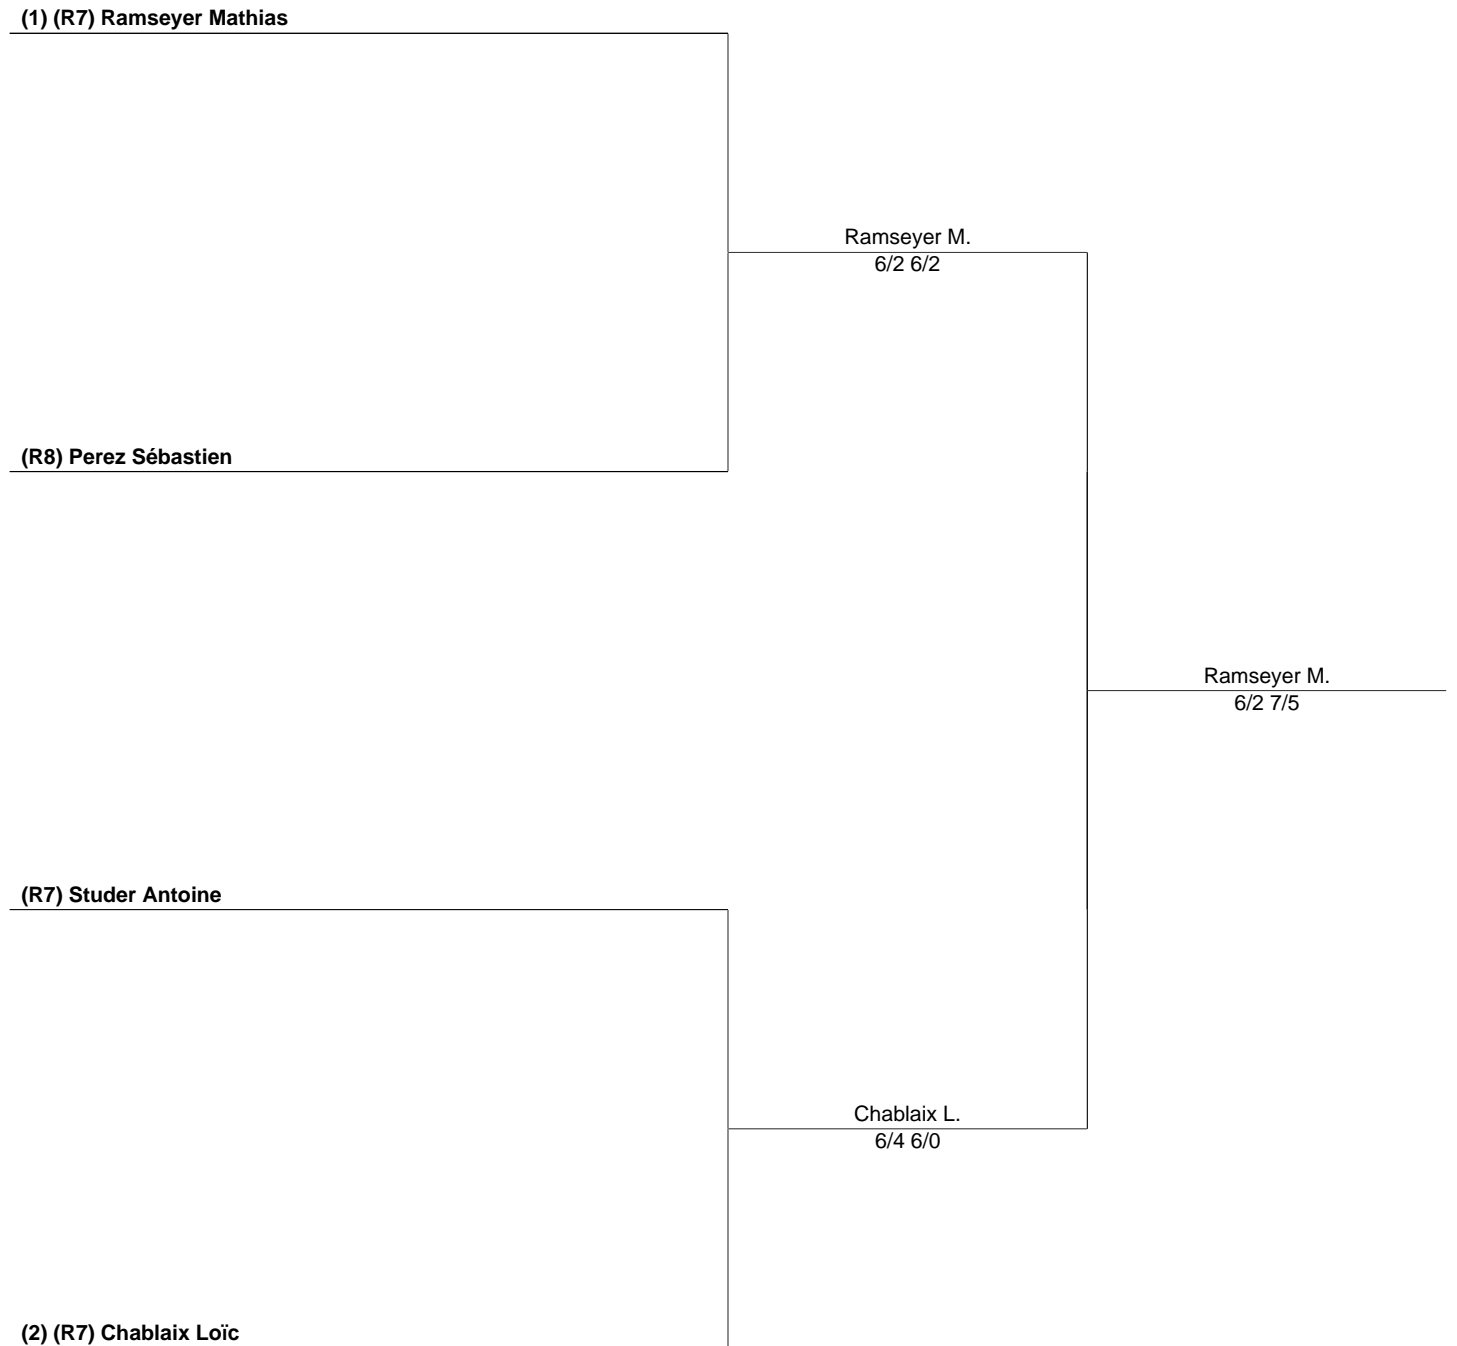 (1) (R7) Ramseyer Mathias
Ramseyer M.
6/2 6/2
(R8) Perez Sébastien
Ramseyer M.
6/2 7/5
(R7) Studer Antoine
Chablaix L.
6/4 6/0
(2) (R7) Chablaix Loïc